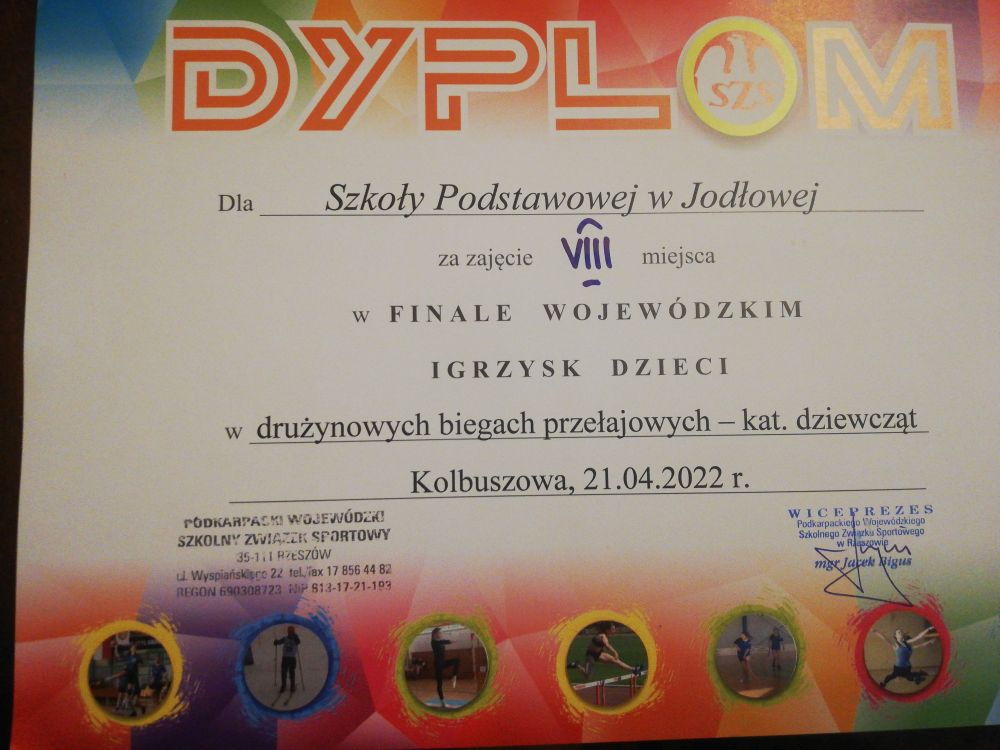 DYPLOM
SZS
Dla Szkoły Podstawowej w Jodłowej
za zajęcie VIII miejsca
w FINALE WOJEWÓDZKIM
IGRZYSK DZIECI
w drużynowych biegach przełajowych – kat. dziewcząt
Kolbuszowa, 21.04.2022 r.
PODKARPACKI WOJEWÓDZKI
SZKOLNY ZWIĄZEK SPORTOWY
35-111 RZESZÓW
ul. Wyspiańskiego 22 tel./fax 17 856 44 82
REGON 690308723 NIP 813-17-21-193
WICEPREZES
Podkarpackiego Wojewódzkiego
Szkolnego Związku Sportowego
w Rzeszowie
mgr Jacek Bigus